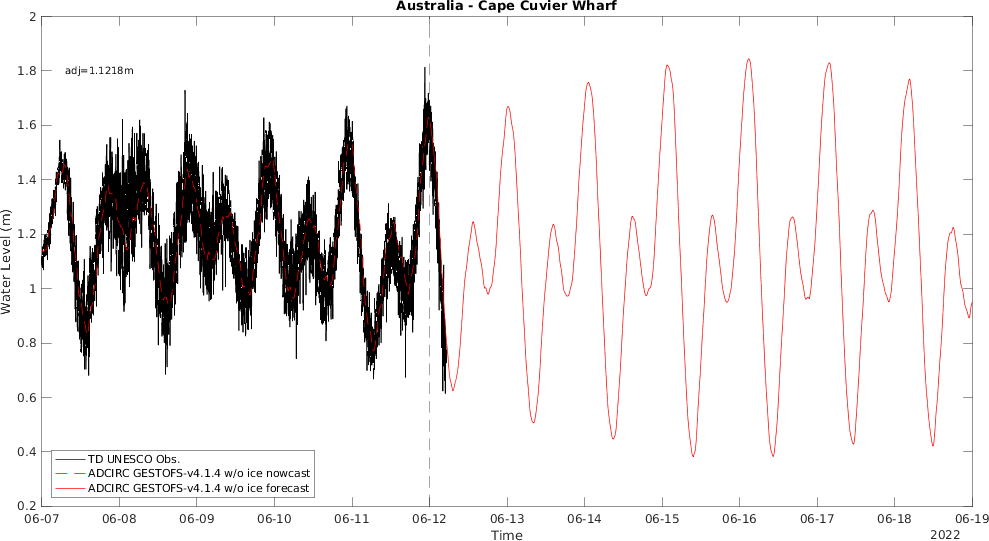 Australia - Cape Cuvier Wharf
2
1.8
1.6
1.4
1.2
1
0.8
0.6
0.4
0.2
Water Level (m)
adj=1.1218m
TD UNESCO Obs.
ADCIRC GESTOFS-v4.1.4 w/o ice nowcast
ADCIRC GESTOFS-v4.1.4 w/o ice forecast
06-07 06-08 06-09 06-10 06-11 06-12 06-13 06-14 06-15 06-16 06-17 06-18 06-19
Time
2022